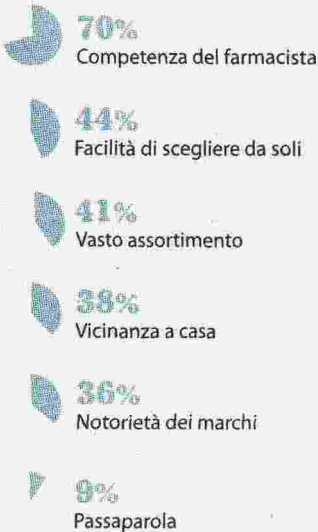 70%
Competenza del farmacista
44%
Facilità di scegliere da soli
41%
Vasto assortimento
38%
Vicinanza a casa
36%
Notorietà dei marchi
9%
Passaparola